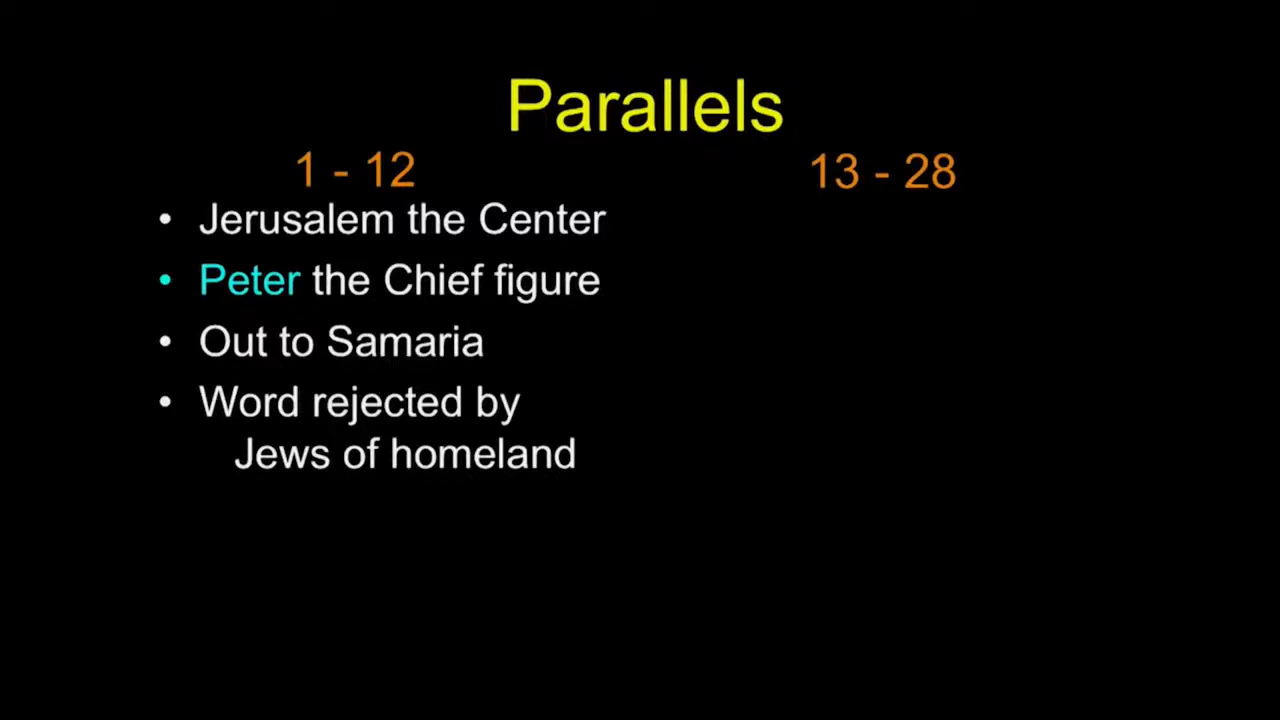 Parallels
1 - 12
13 - 28
• Jerusalem the Center
• Peter the Chief figure
• Out to Samaria
• Word rejected by
Jews of homeland